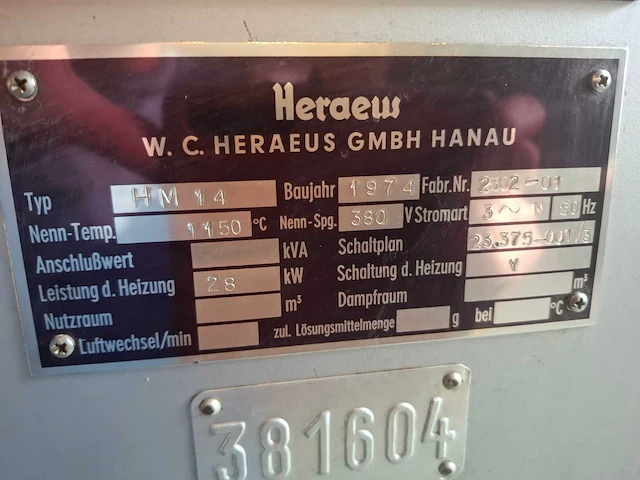 Heraeus
W. C. HERAEUS GMBH HANAU
Typ HM 14 Baujahr 1974 Fabr. Nr. 2502-01
Nenn-Temp. 1150 °C Nenn-Spg. 380 V Stromart 3~N 50 Hz
Anschlußwert kVA Schaltplan 23.375-001/3
Leistung d. Heizung 28 kW Schaltung d. Heizung Y
Nutzraum m³ Dampfraum m³
Luftwechsel/min zul. Lösungsmittelmenge g bei °C
381604